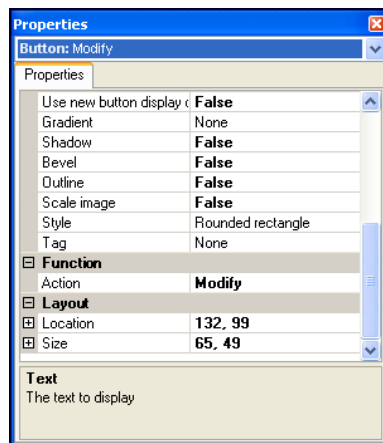 Properties
Button: Modify
Properties
Use new button display False
Gradient None
Shadow False
Bevel False
Outline False
Scale image False
Style Rounded rectangle
Tag None
Function
Action Modify
Layout
Location 132, 99
Size 65, 49
Text
The text to display